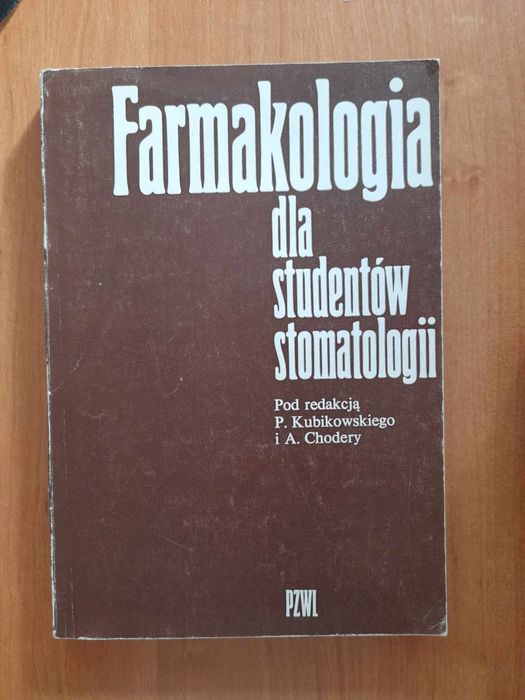 Farmakologia
dla
studentów
stomatologii
Pod redakcją
P. Kubikowskiego
i A. Chodery
PZWL